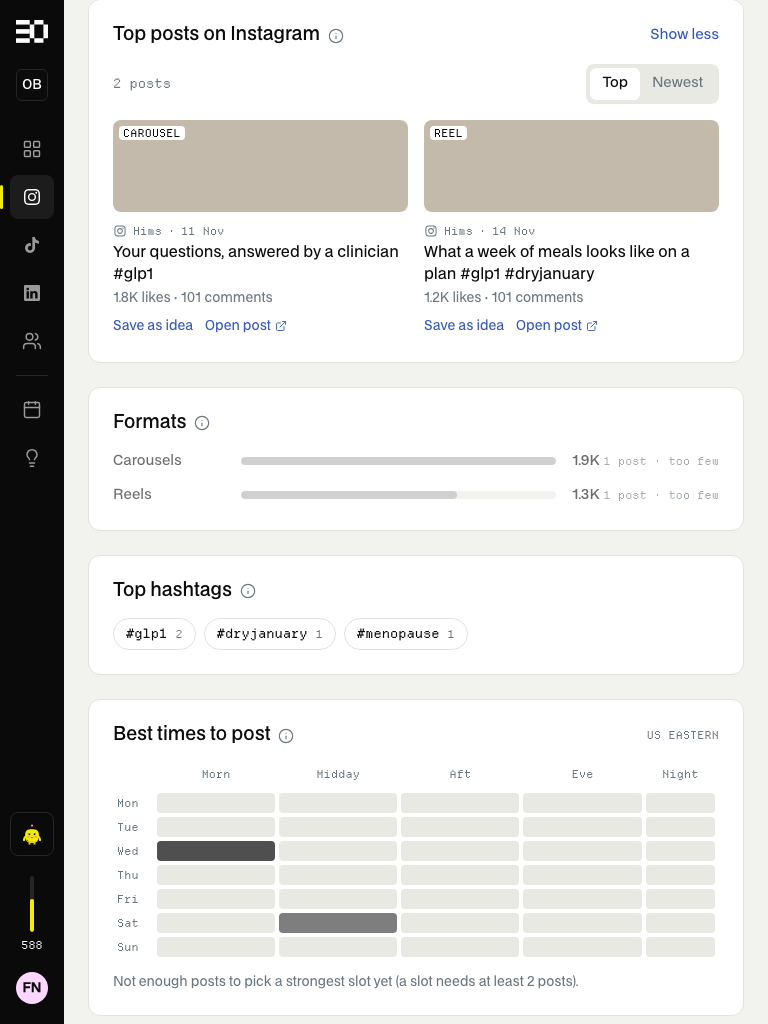 OB
588
FN
Top posts on Instagram
Show less
2 posts
Top Newest
CAROUSEL
Hims · 11 Nov
Your questions, answered by a clinician
#glp1
1.8K likes · 101 comments
Save as idea Open post
REEL
Hims · 14 Nov
What a week of meals looks like on a
plan #glp1 #dryjanuary
1.2K likes · 101 comments
Save as idea Open post
Formats
Carousels 1.9K 1 post · too few
Reels 1.3K 1 post · too few
Top hashtags
#glp1 2 #dryjanuary 1 #menopause 1
Best times to post
US EASTERN
Morn Midday Aft Eve Night
Mon
Tue
Wed
Thu
Fri
Sat
Sun
Not enough posts to pick a strongest slot yet (a slot needs at least 2 posts).